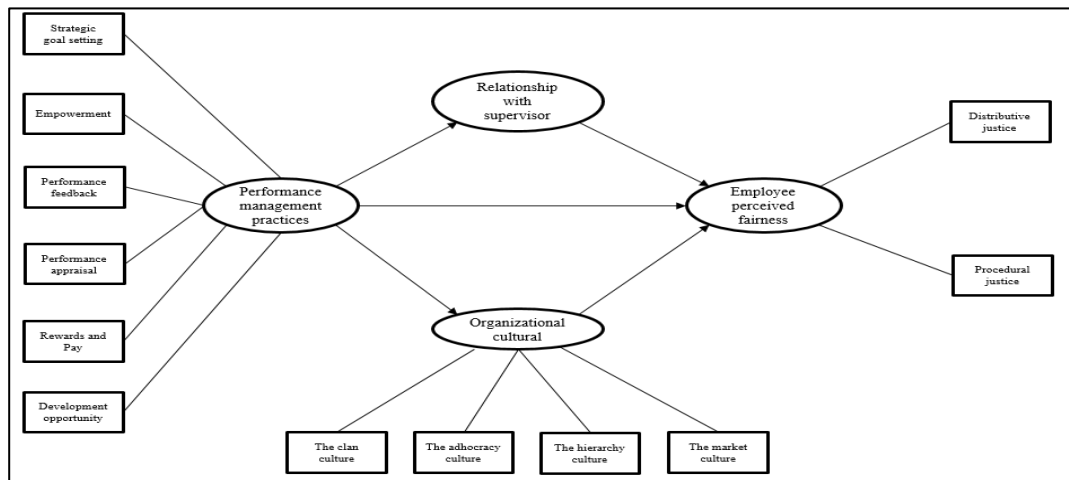 Strategic
goal setting
Empowerment
Performance
feedback
Performance
appraisal
Rewards and
Pay
Development
opportunity
Performance
management
practices
Relationship
with
supervisor
Organizational
cultural
The clan
culture
The adhocracy
culture
The hierarchy
culture
The market
culture
Employee
perceived
fairness
Distributive
justice
Procedural
justice